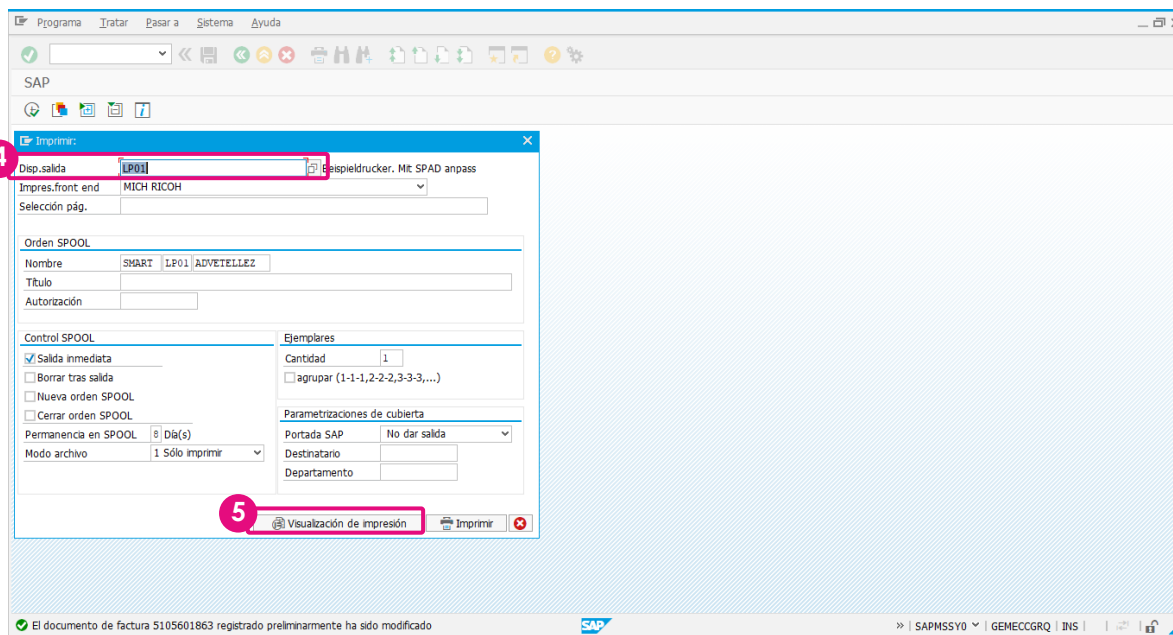 Programa Tratar Pasar a Sistema Ayuda
SAP
Imprimir:
4
Disp.salida LP01 Beispieldrucker. Mit SPAD anpass
Impres.front end MICH RICOH
Selección pág.
Orden SPOOL
Nombre SMART LP01 ADVETELLEZ
Título
Autorización
Control SPOOL
Salida inmediata
Borrar tras salida
Nueva orden SPOOL
Cerrar orden SPOOL
Permanencia en SPOOL 8 Día(s)
Modo archivo 1 Sólo imprimir
Ejemplares
Cantidad 1
agrupar (1-1-1,2-2-2,3-3-3,...)
Parametrizaciones de cubierta
Portada SAP No dar salida
Destinatario
Departamento
5
Visualización de impresión Imprimir
El documento de factura 5105601863 registrado preliminarmente ha sido modificado SAP » | SAPMSSY0 | GEMECCGRQ | INS |